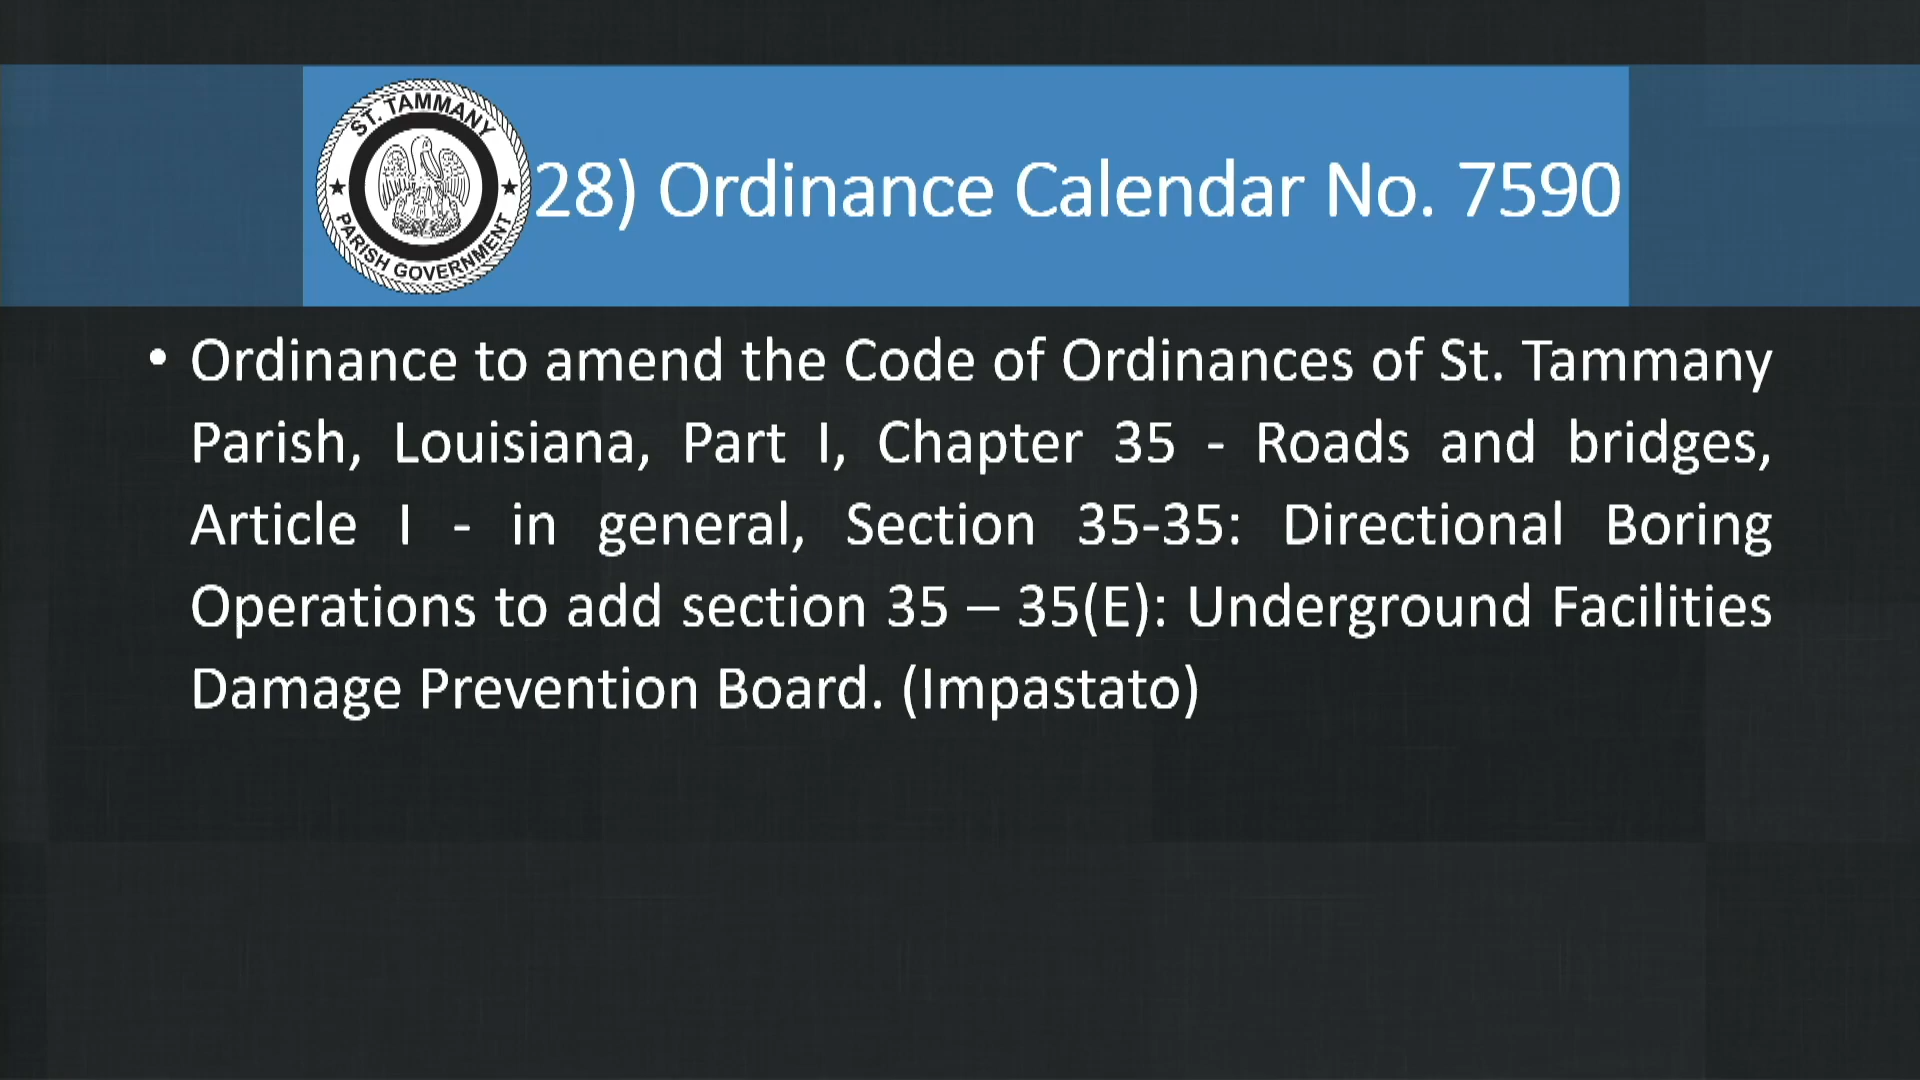 ST. TAMMANY
PARISH GOVERNMENT
28) Ordinance Calendar No. 7590
• Ordinance to amend the Code of Ordinances of St. Tammany
Parish, Louisiana, Part I, Chapter 35 - Roads and bridges,
Article I - in general, Section 35-35: Directional Boring
Operations to add section 35 – 35(E): Underground Facilities
Damage Prevention Board. (Impastato)